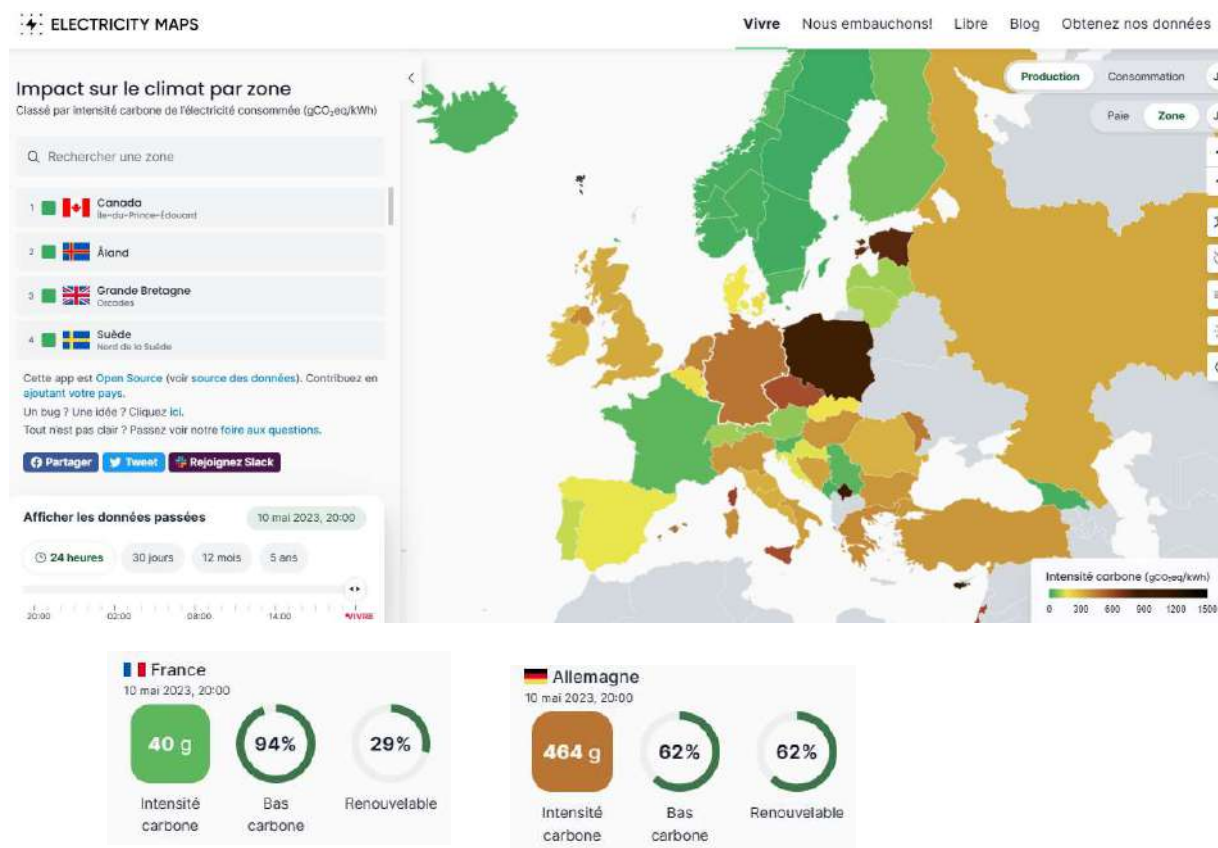 ELECTRICITY MAPS
Vivre Nous embauchons! Libre Blog Obtenez nos données
Impact sur le climat par zone
Classé par intensité carbone de l'électricité consommée (gCO₂eq/kWh)
Rechercher une zone
1 Canada
Île-du-Prince-Édouard
2 Åland
3 Grande Bretagne
Orcades
4 Suède
Nord de la Suède
Cette app est Open Source (voir source des données). Contribuez en
ajoutant votre pays.
Un bug ? Une idée ? Cliquez ici.
Tout n'est pas clair ? Passez voir notre foire aux questions.
Partager Tweet Rejoignez Slack
Afficher les données passées 10 mai 2023, 20:00
24 heures 30 jours 12 mois 5 ans
20:00 02:00 08:00 14:00 VIVRE
Production Consommation
Paie Zone
Intensité carbone (gCO₂eq/kWh)
0 300 600 900 1200 1500
France
10 mai 2023, 20:00
40 g 94% 29%
Intensité carbone Bas carbone Renouvelable
Allemagne
10 mai 2023, 20:00
464 g 62% 62%
Intensité carbone Bas carbone Renouvelable